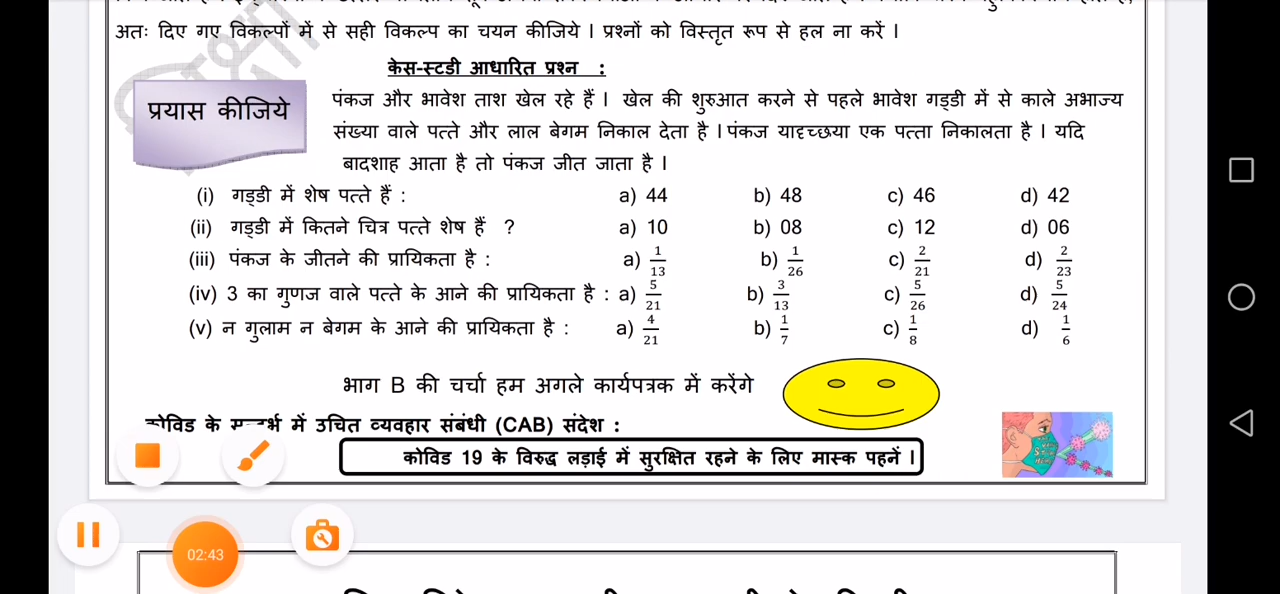 अतः दिए गए विकल्पों में से सही विकल्प का चयन कीजिये । प्रश्नों को विस्तृत रूप से हल ना करें ।
केस-स्टडी आधारित प्रश्न :
प्रयास कीजिये
पंकज और भावेश ताश खेल रहे हैं । खेल की शुरुआत करने से पहले भावेश गड्डी में से काले अभाज्य
संख्या वाले पत्ते और लाल बेगम निकाल देता है । पंकज यादृच्छया एक पत्ता निकालता है । यदि
बादशाह आता है तो पंकज जीत जाता है ।
(i) गड्डी में शेष पत्ते हैं : a) 44 b) 48 c) 46 d) 42
(ii) गड्डी में कितने चित्र पत्ते शेष हैं ? a) 10 b) 08 c) 12 d) 06
(iii) पंकज के जीतने की प्रायिकता है : a) 1/13 b) 1/26 c) 2/21 d) 2/23
(iv) 3 का गुणज वाले पत्ते के आने की प्रायिकता है : a) 5/21 b) 3/13 c) 5/26 d) 5/24
(v) न गुलाम न बेगम के आने की प्रायिकता है : a) 4/21 b) 1/7 c) 1/8 d) 1/6
भाग B की चर्चा हम अगले कार्यपत्रक में करेंगे
के में उचित व्यवहार संबंधी (CAB) संदेश :
कोविड 19 के विरुद्ध लड़ाई में सुरक्षित रहने के लिए मास्क पहनें ।
02:43